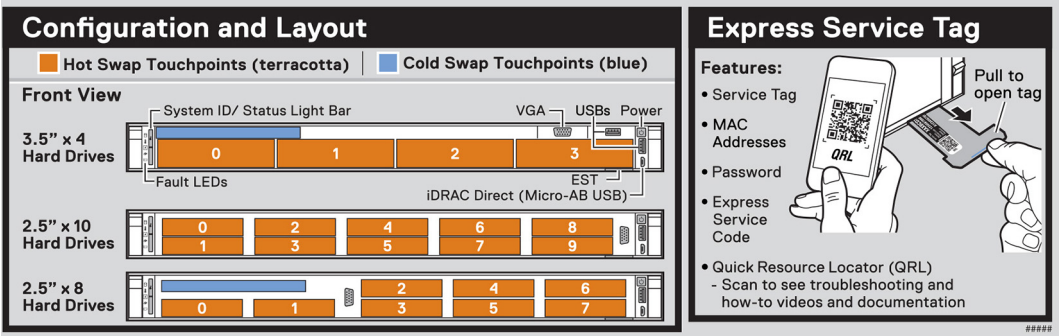 Configuration and Layout
Hot Swap Touchpoints (terracotta)
Cold Swap Touchpoints (blue)
Front View
System ID/ Status Light Bar
VGA
USBs
Power
3.5” x 4
Hard Drives
0 1 2 3
Fault LEDs
EST
iDRAC Direct (Micro-AB USB)
2.5” x 10
Hard Drives
0 2 4 6 8
1 3 5 7 9
2.5” x 8
Hard Drives
2 4 6
0 1 3 5 7
Express Service Tag
Features:
• Service Tag
• MAC
Addresses
• Password
• Express
Service
Code
• Quick Resource Locator (QRL)
- Scan to see troubleshooting and
how-to videos and documentation
QRL
Pull to
open tag
#####